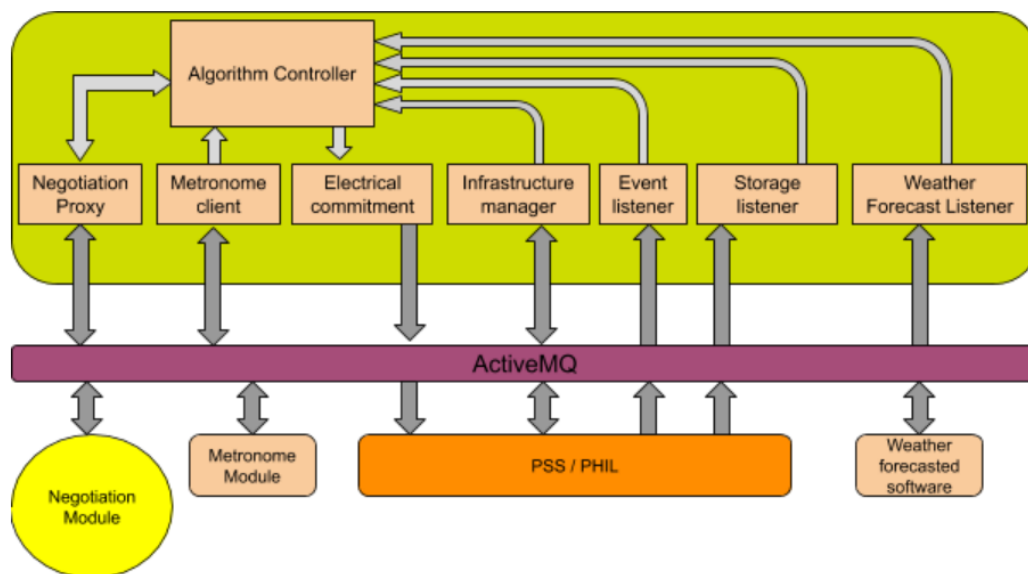 Algorithm Controller
Negotiation
Proxy
Metronome
client
Electrical
commitment
Infrastructure
manager
Event
listener
Storage
listener
Weather
Forecast Listener
ActiveMQ
Negotiation
Module
Metronome
Module
PSS / PHIL
Weather
forecasted
software